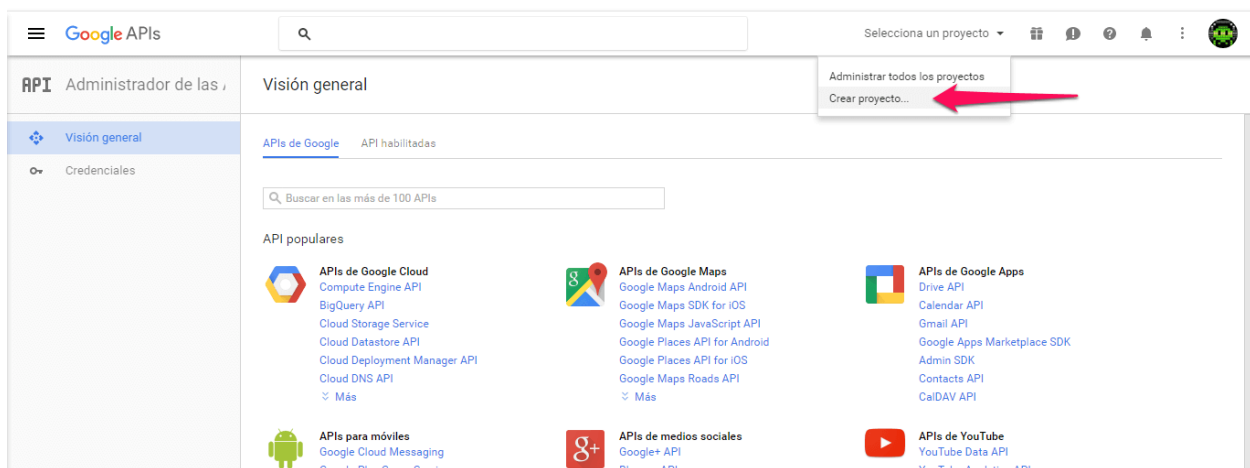 Google APIs
Selecciona un proyecto
Administrar todos los proyectos
Crear proyecto...
API Administrador de las
Visión general
Visión general
Credenciales
APIs de Google API habilitadas
Buscar en las más de 100 APIs
API populares
APIs de Google Cloud
Compute Engine API
BigQuery API
Cloud Storage Service
Cloud Datastore API
Cloud Deployment Manager API
Cloud DNS API
Más
APIs de Google Maps
Google Maps Android API
Google Maps SDK for iOS
Google Maps JavaScript API
Google Places API for Android
Google Places API for iOS
Google Maps Roads API
Más
APIs de Google Apps
Drive API
Calendar API
Gmail API
Google Apps Marketplace SDK
Admin SDK
Contacts API
CalDAV API
APIs para móviles
Google Cloud Messaging
APIs de medios sociales
Google+ API
APIs de YouTube
YouTube Data API